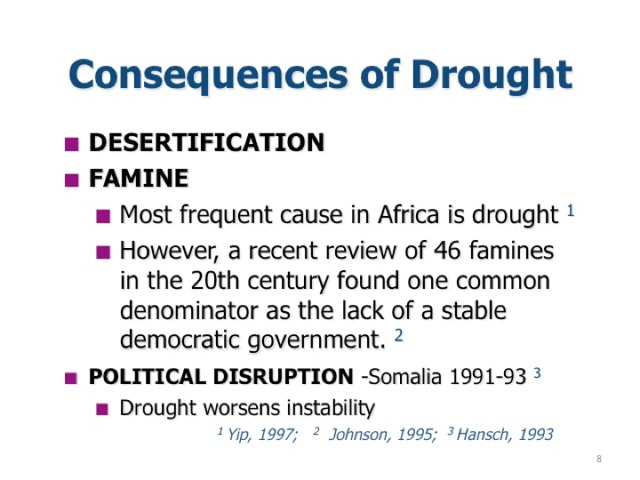 Consequences of Drought
■ DESERTIFICATION
■ FAMINE
■ Most frequent cause in Africa is drought 1
■ However, a recent review of 46 famines
in the 20th century found one common
denominator as the lack of a stable
democratic government. 2
■ POLITICAL DISRUPTION -Somalia 1991-93 3
■ Drought worsens instability
1 Yip, 1997; 2 Johnson, 1995; 3 Hansch, 1993
8